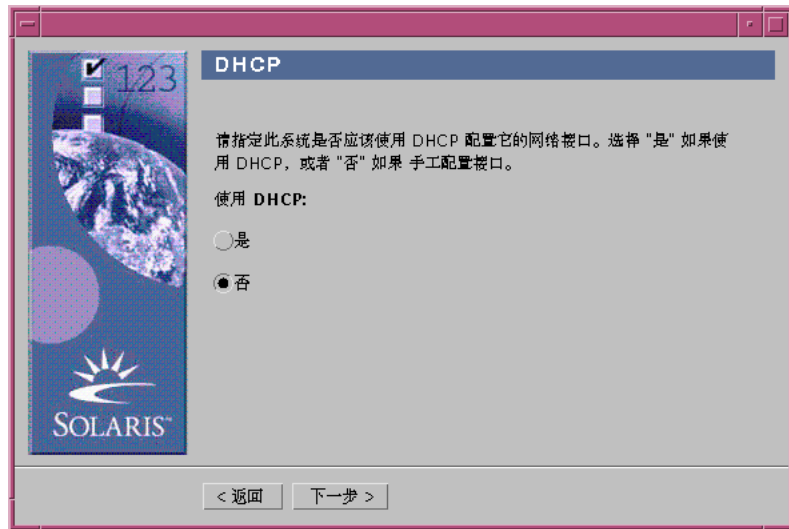 123
DHCP
请指定此系统是否应该使用 DHCP 配置它的网络接口。选择 "是" 如果使
用 DHCP，或者 "否" 如果 手工配置接口。
使用 DHCP:
是
否
SOLARIS™
< 返回
下一步 >